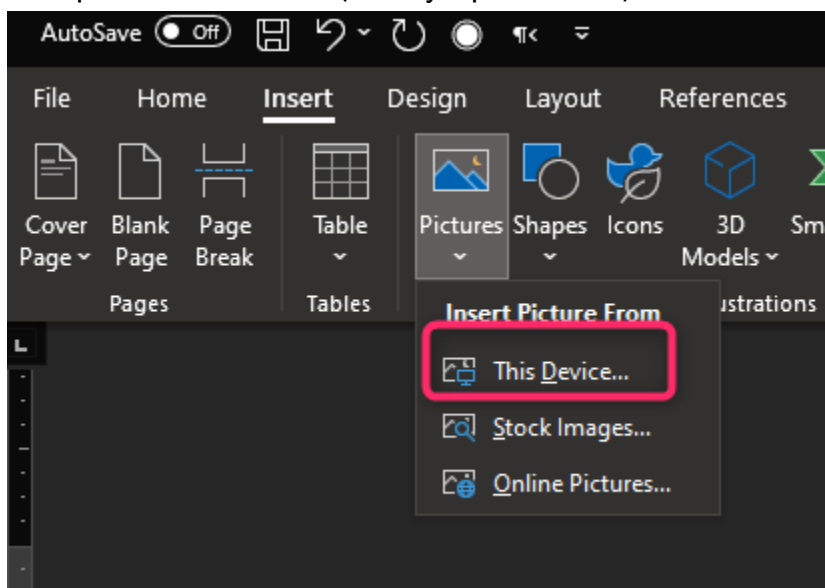 AutoSave Off
File Home Insert Design Layout References
Cover Page Blank Page Page Break Table Pictures Shapes Icons 3D Models
Pages Tables
Insert Picture From
This Device...
Stock Images...
Online Pictures...
L